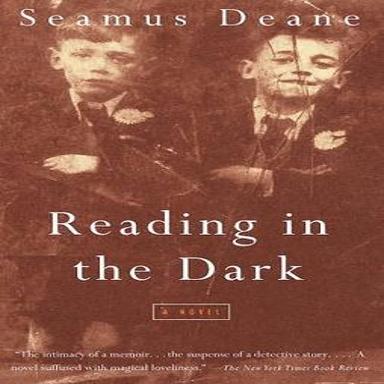 Seamus Deane
Reading in
the Dark
A NOVEL
"The intimacy of a memoir. . . the suspense of a detective story. . . . A
novel suffused with magical loveliness." —The New York Times Book Review